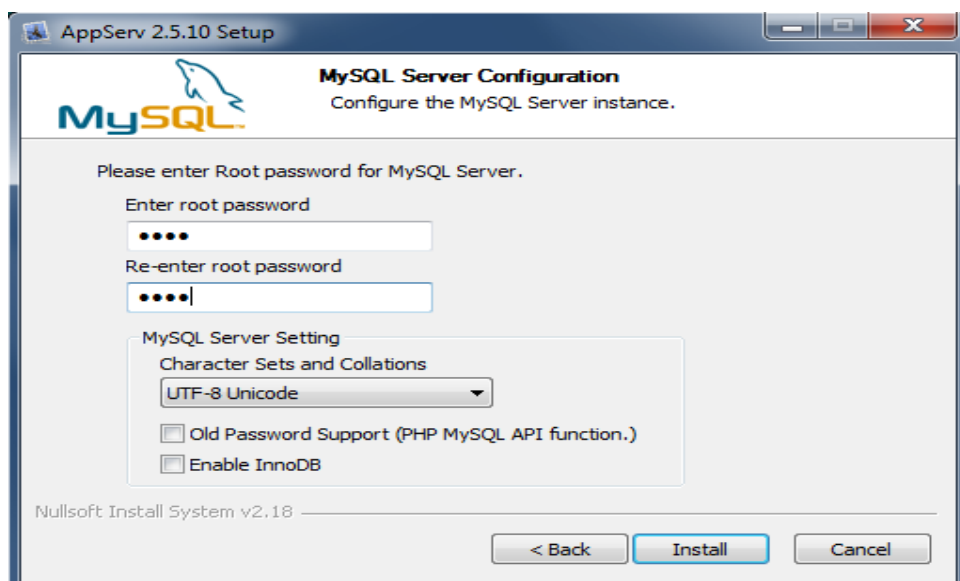 AppServ 2.5.10 Setup
MySQL Server Configuration
Configure the MySQL Server instance.
MySQL
Please enter Root password for MySQL Server.
Enter root password
••••
Re-enter root password
••••
MySQL Server Setting
Character Sets and Collations
UTF-8 Unicode
Old Password Support (PHP MySQL API function.)
Enable InnoDB
Nullsoft Install System v2.18
< Back Install Cancel